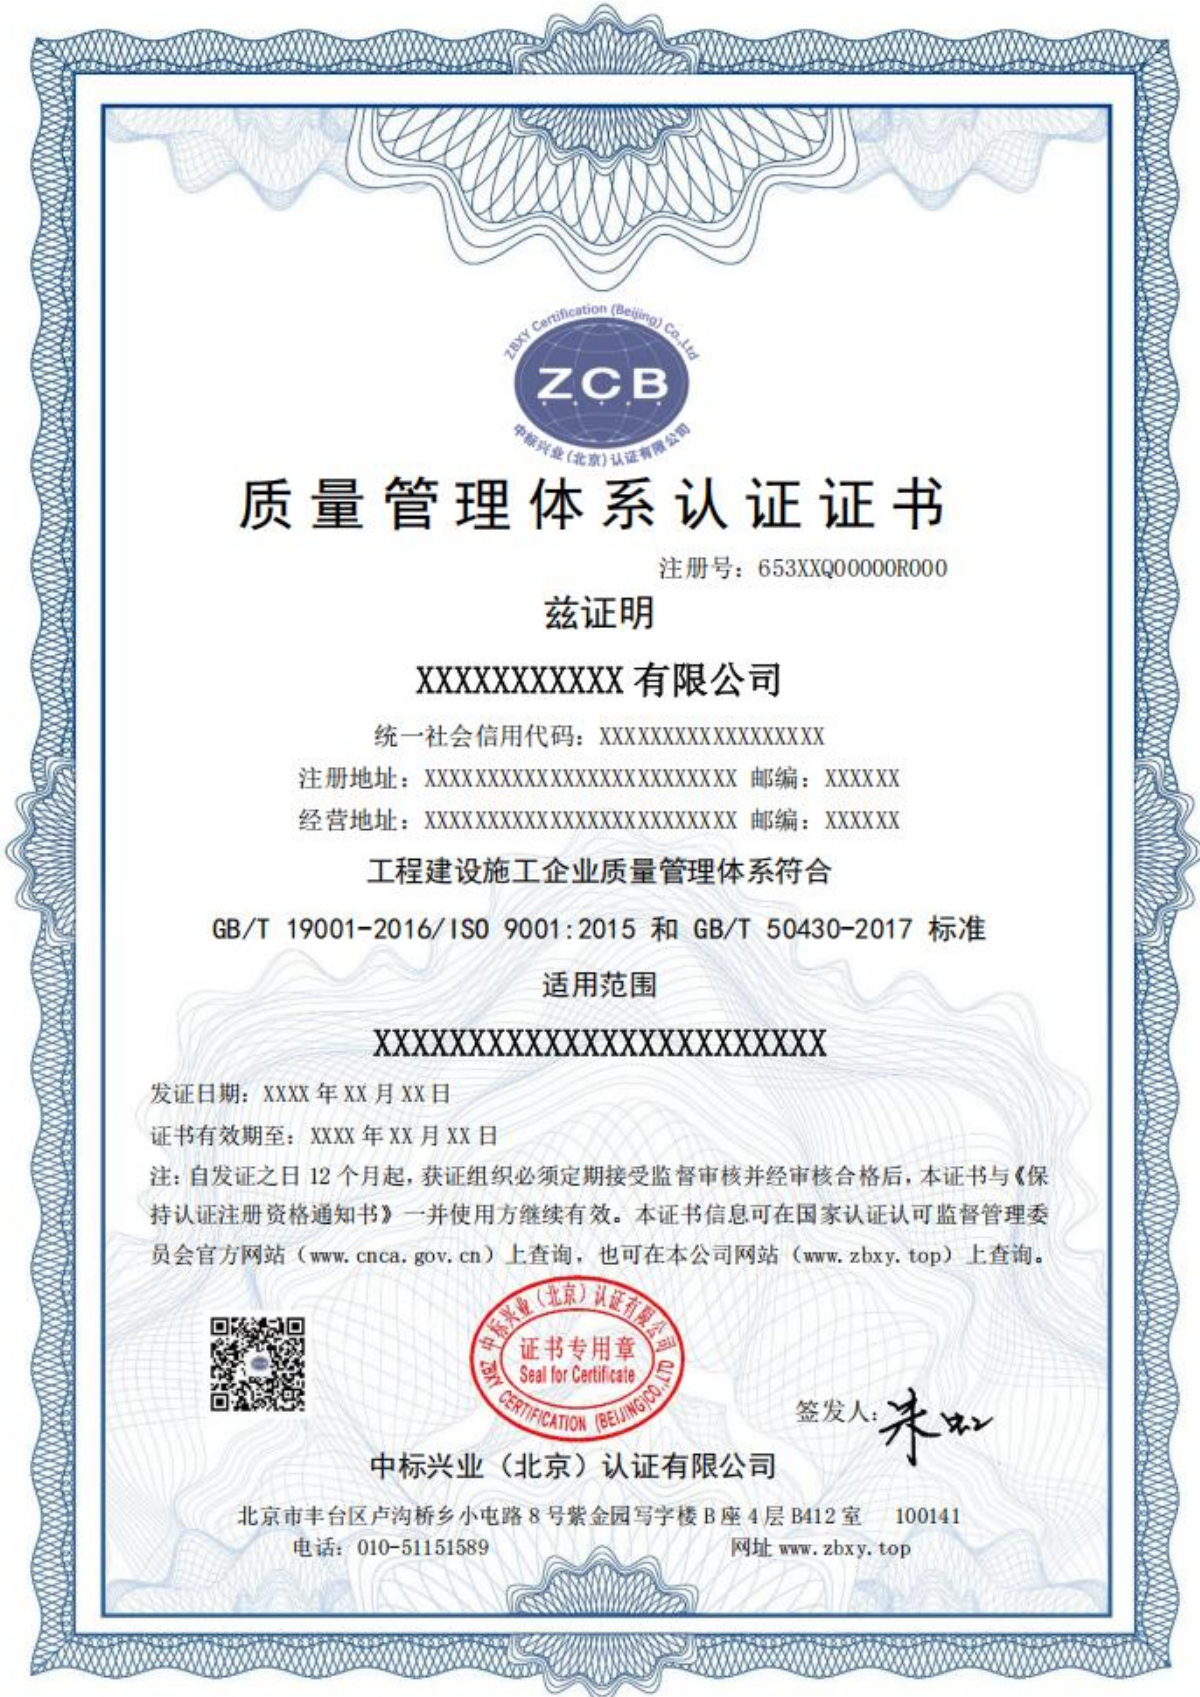 ZBXY Certification (Beijing) Co.,Ltd
ZCB
中标兴业(北京)认证有限公司
质量管理体系认证证书
注册号：653XXQ00000R000
兹证明
XXXXXXXXXXX 有限公司
统一社会信用代码：XXXXXXXXXXXXXXXXXX
注册地址：XXXXXXXXXXXXXXXXXXXXXXXXX 邮编：XXXXXX
经营地址：XXXXXXXXXXXXXXXXXXXXXXXXX 邮编：XXXXXX
工程建设施工企业质量管理体系符合
GB/T 19001-2016/ISO 9001:2015 和 GB/T 50430-2017 标准
适用范围
XXXXXXXXXXXXXXXXXXXXXXXX
发证日期：XXXX 年 XX 月 XX 日
证书有效期至：XXXX 年 XX 月 XX 日
注：自发证之日 12 个月起，获证组织必须定期接受监督审核并经审核合格后，本证书与《保
持认证注册资格通知书》一并使用方继续有效。本证书信息可在国家认证认可监督管理委
员会官方网站（www.cnca.gov.cn）上查询，也可在本公司网站（www.zbxy.top）上查询。
中标兴业（北京）认证有限公司
证书专用章
Seal for Certificate
ZBXY CERTIFICATION (BEIJING)CO.,LTD
签发人：
中标兴业（北京）认证有限公司
北京市丰台区卢沟桥乡小屯路 8 号紫金园写字楼 B 座 4 层 B412 室 100141
电话：010-51151589 网址 www.zbxy.top